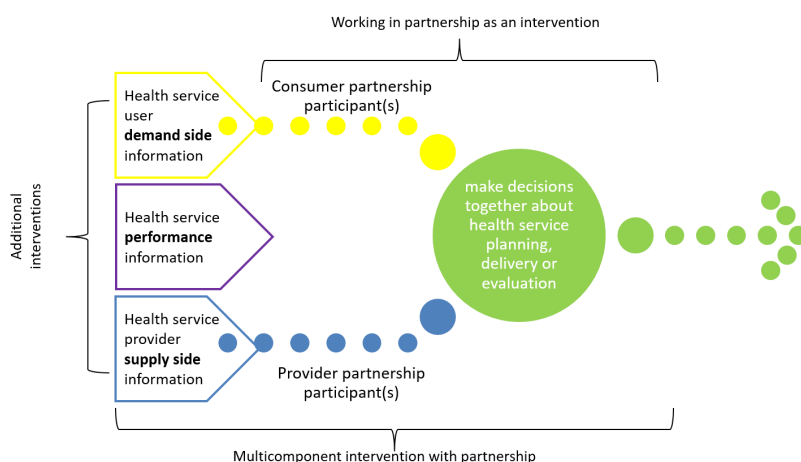 Working in partnership as an intervention
Consumer partnership
participant(s)
Health service
user
demand side
information
Additional
interventions
Health service
performance
information
make decisions
together about
health service
planning,
delivery or
evaluation
Health service
provider
supply side
information
Provider partnership
participant(s)
Multicomponent intervention with partnership